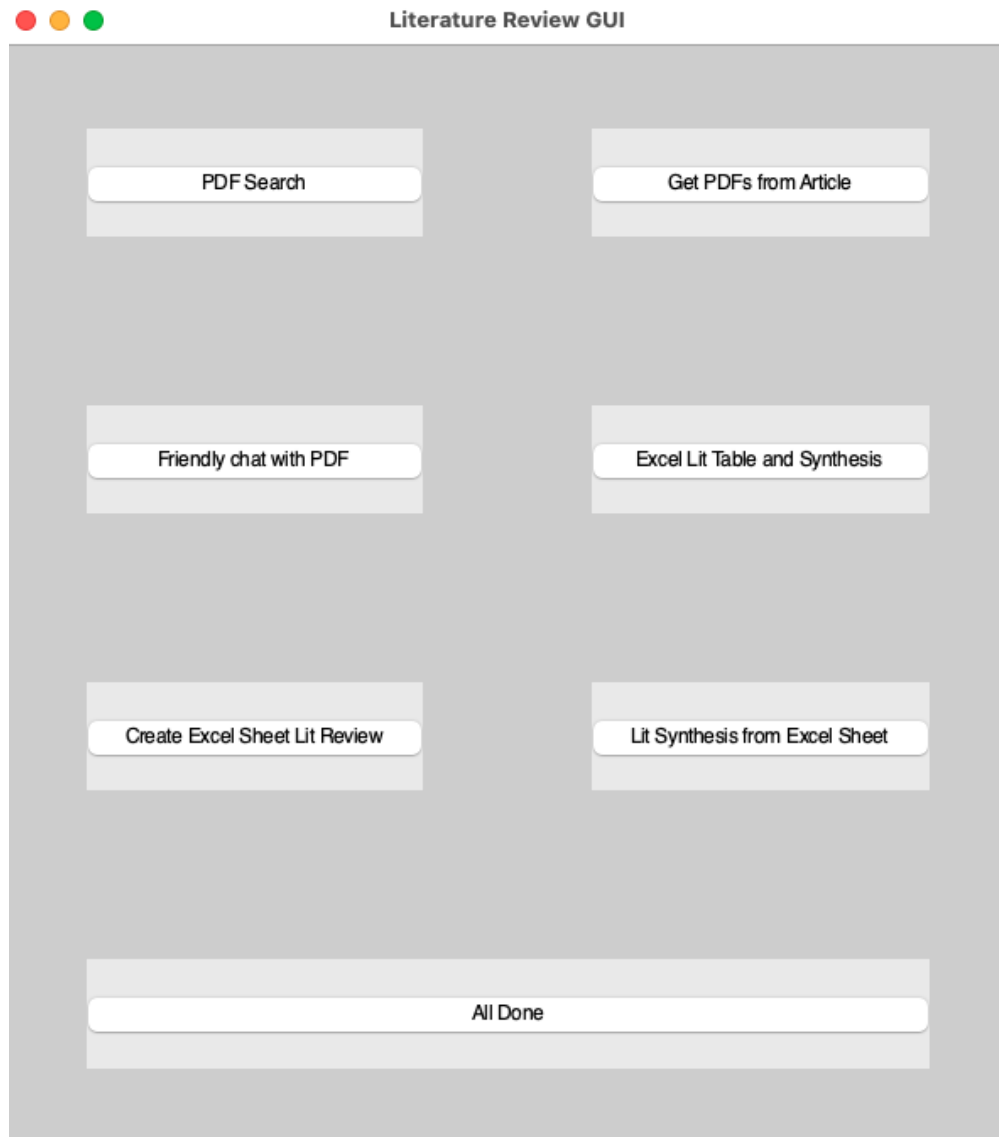 Literature Review GUI
PDF Search
Get PDFs from Article
Friendly chat with PDF
Excel Lit Table and Synthesis
Create Excel Sheet Lit Review
Lit Synthesis from Excel Sheet
All Done